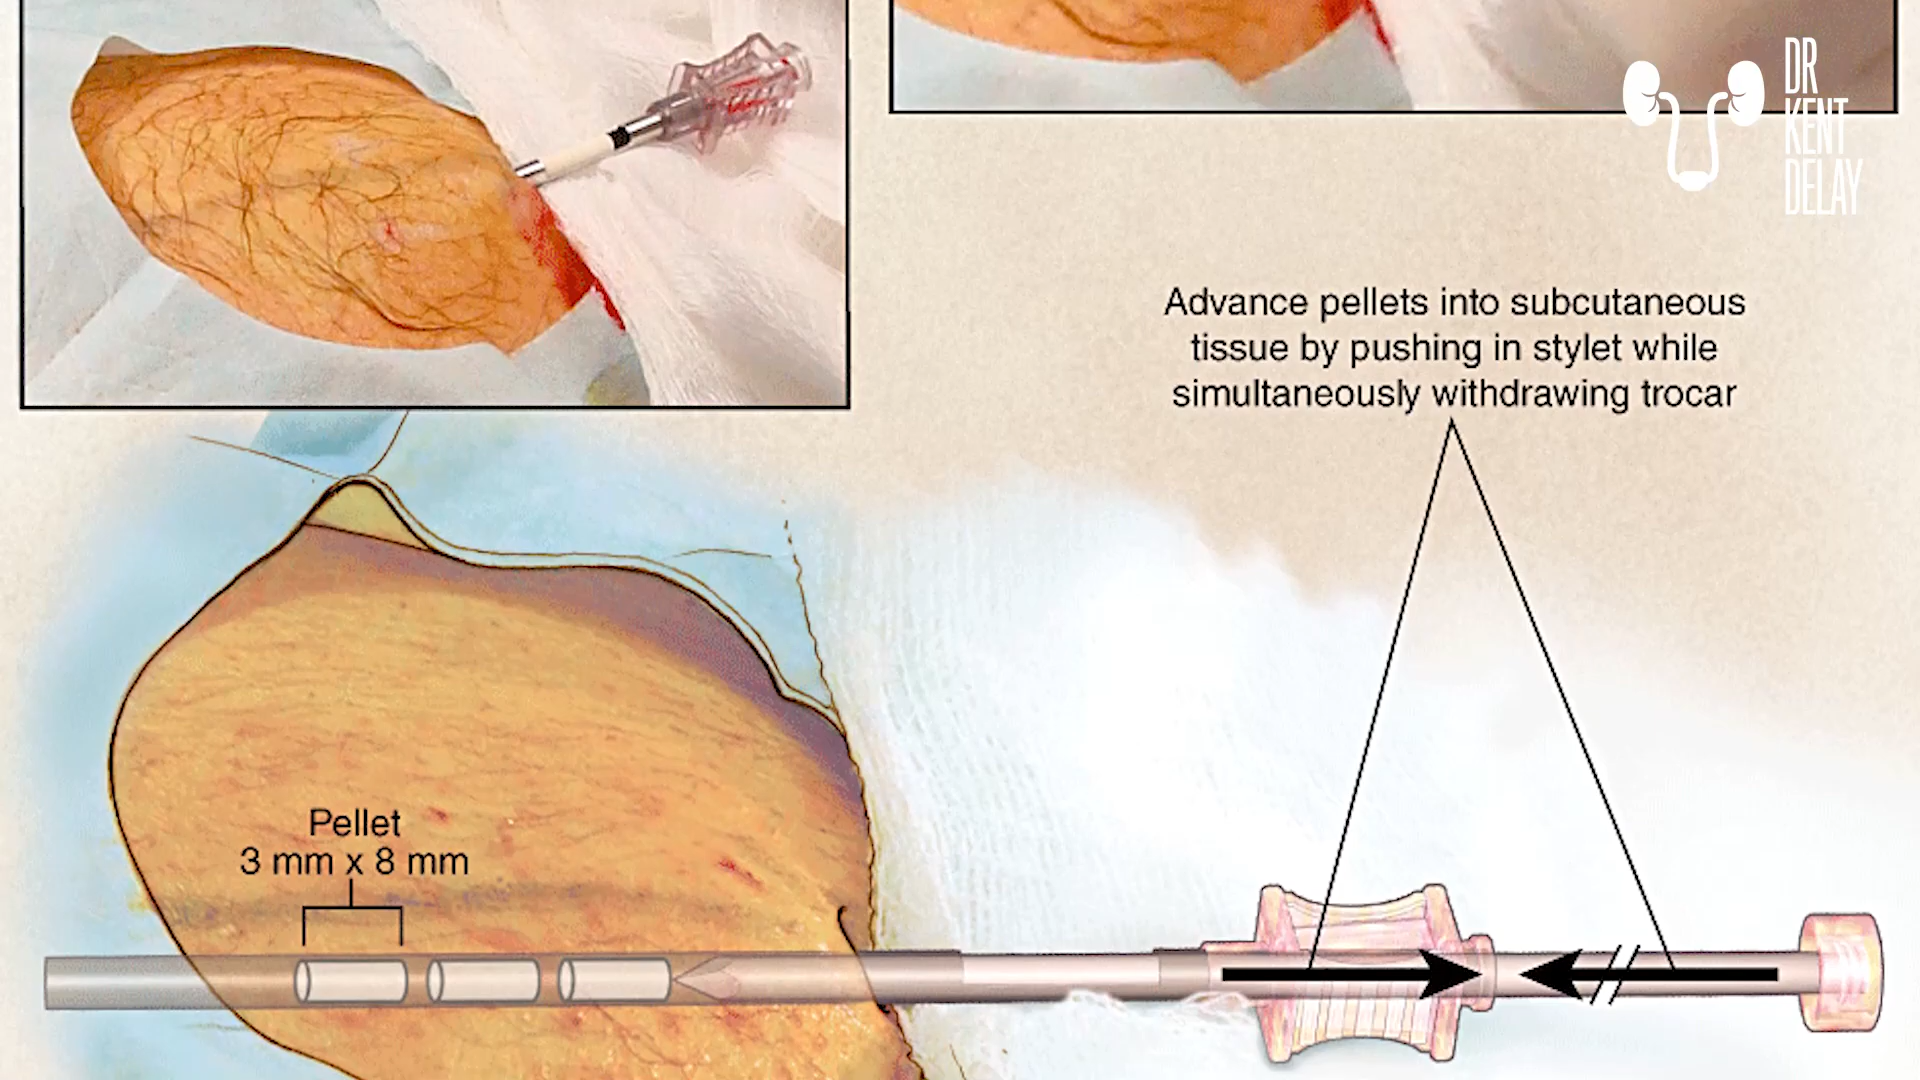 DR
KENT
DELAY
Advance pellets into subcutaneous
tissue by pushing in stylet while
simultaneously withdrawing trocar
Pellet
3 mm x 8 mm